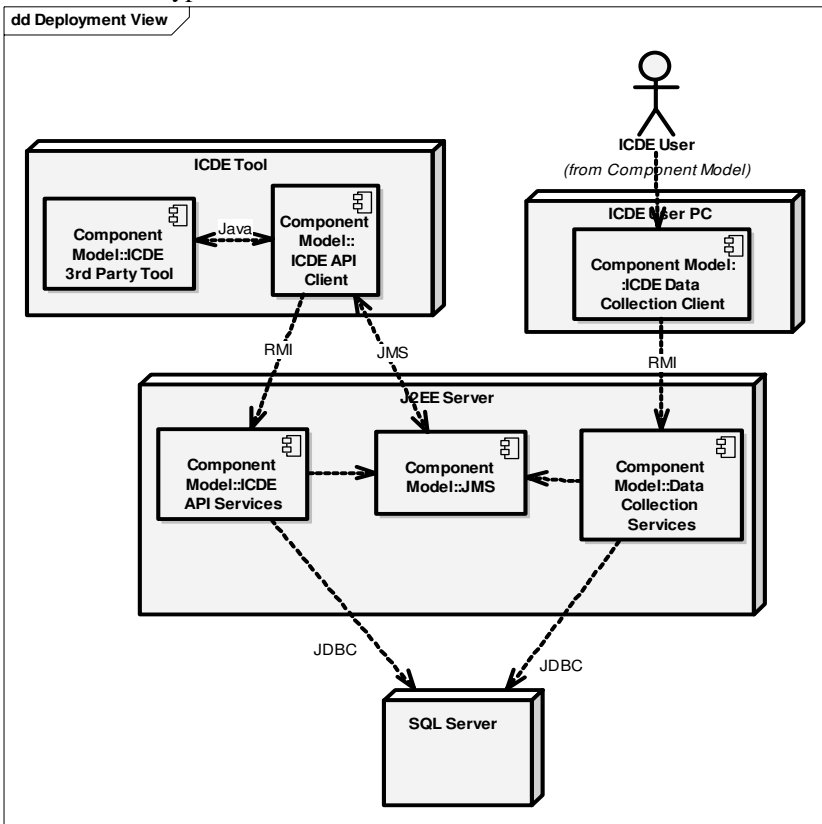 dd Deployment View
ICDE User
(from Component Model)
ICDE Tool
Component
Model::ICDE
3rd Party Tool
Java
Component
Model::
ICDE API
Client
ICDE User PC
Component Model:
:ICDE Data
Collection Client
RMI
JMS
RMI
J2EE Server
Component
Model::ICDE
API Services
Component
Model::JMS
Component
Model::Data
Collection
Services
JDBC
JDBC
SQL Server